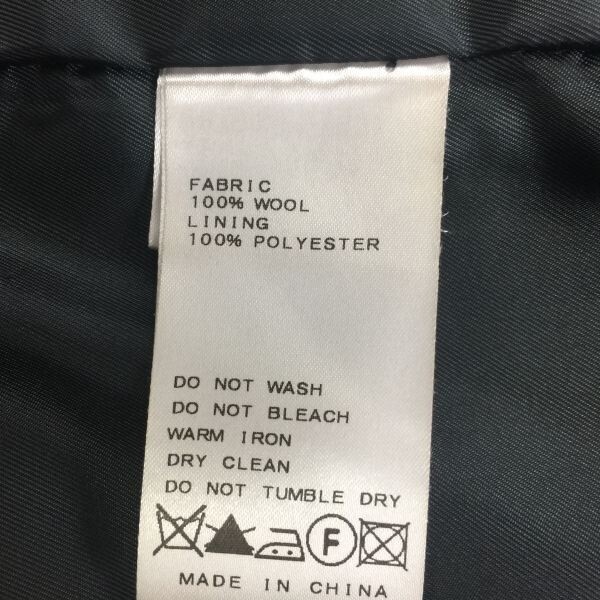 FABRIC
100% WOOL
LINING
100% POLYESTER
DO NOT WASH
DO NOT BLEACH
WARM IRON
DRY CLEAN
DO NOT TUMBLE DRY
F
MADE IN CHINA